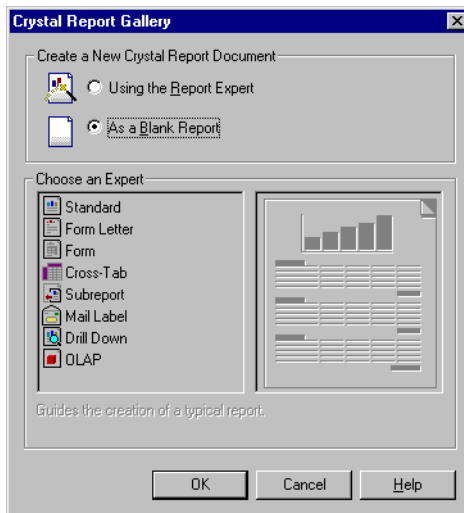 Crystal Report Gallery
Create a New Crystal Report Document
Using the Report Expert
As a Blank Report
Choose an Expert
Standard
Form Letter
Form
Cross-Tab
Subreport
Mail Label
Drill Down
OLAP
Guides the creation of a typical report.
OK Cancel Help